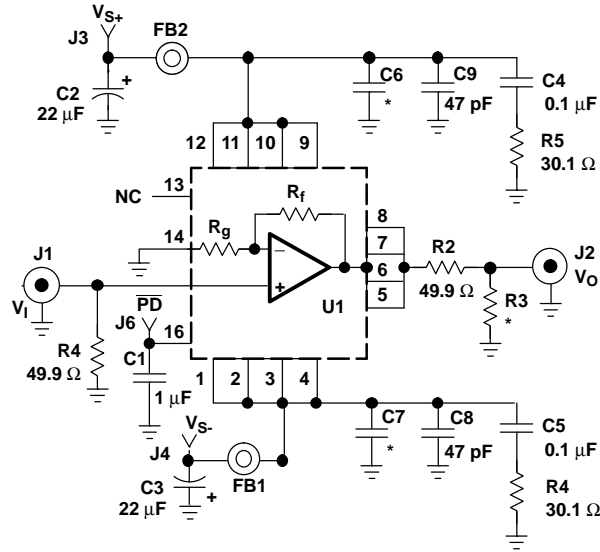 VS+
J3
FB2
C2
+
22 µF
C6
*
C9
47 pF
C4
0.1 µF
R5
30.1 Ω
12
11
10
9
NC
13
14
Rg
Rf
−
+
U1
8
7
6
5
R2
49.9 Ω
J2
VO
R3
*
J1
VI
PD
J6
16
R4
49.9 Ω
C1
1 µF
1
2
3
4
VS-
J4
FB1
C3
+
22 µF
C7
*
C8
47 pF
C5
0.1 µF
R4
30.1 Ω